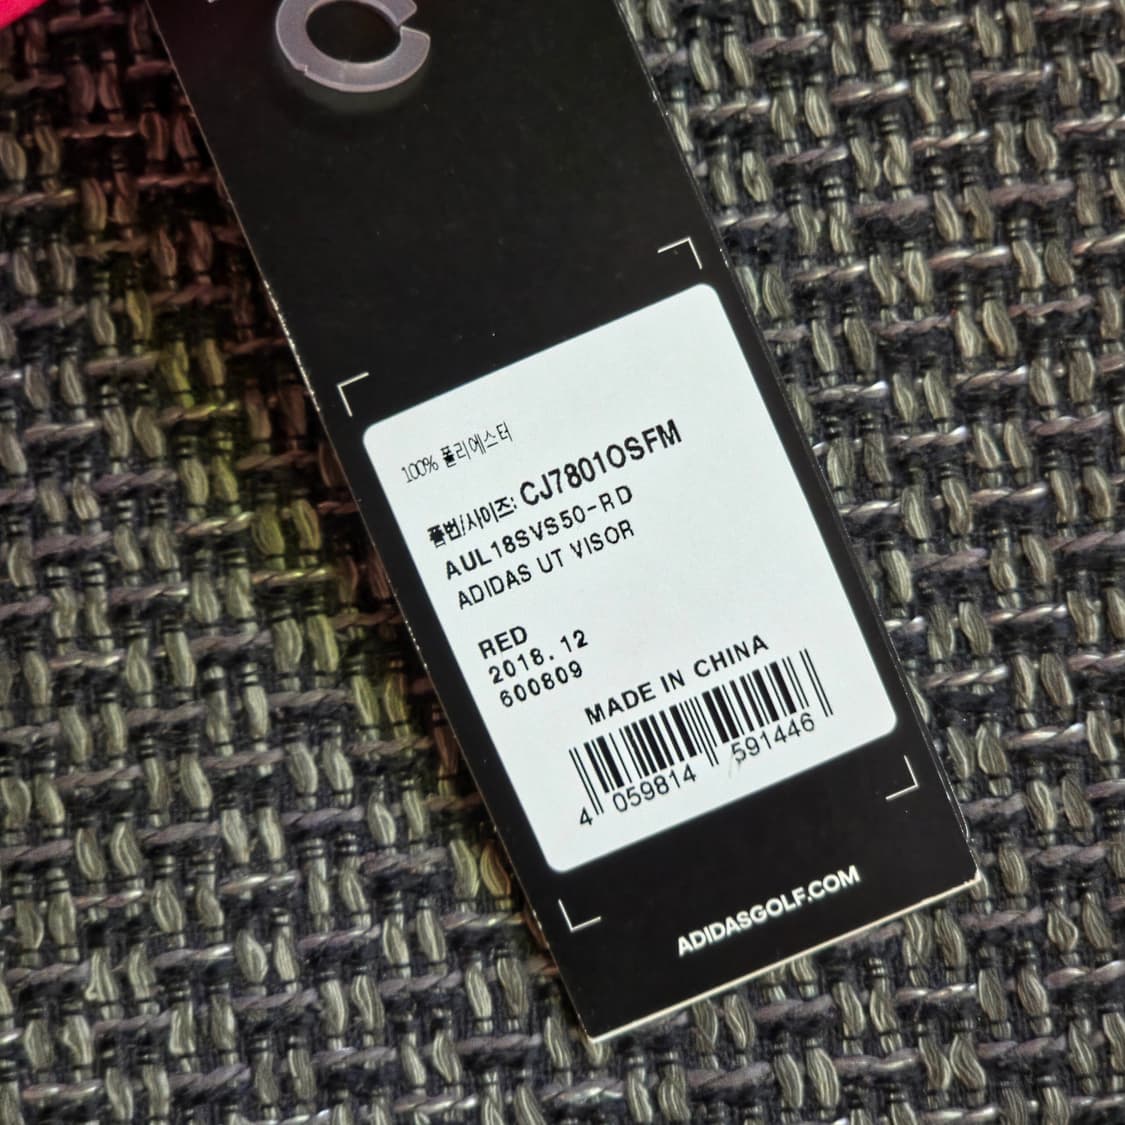 100% 폴리에스터
품번/사이즈: CJ7801OSFM
AUL18SVS50-RD
ADIDAS UT VISOR
RED
2018.12
600809
MADE IN CHINA
4 059814 591446
ADIDASGOLF.COM